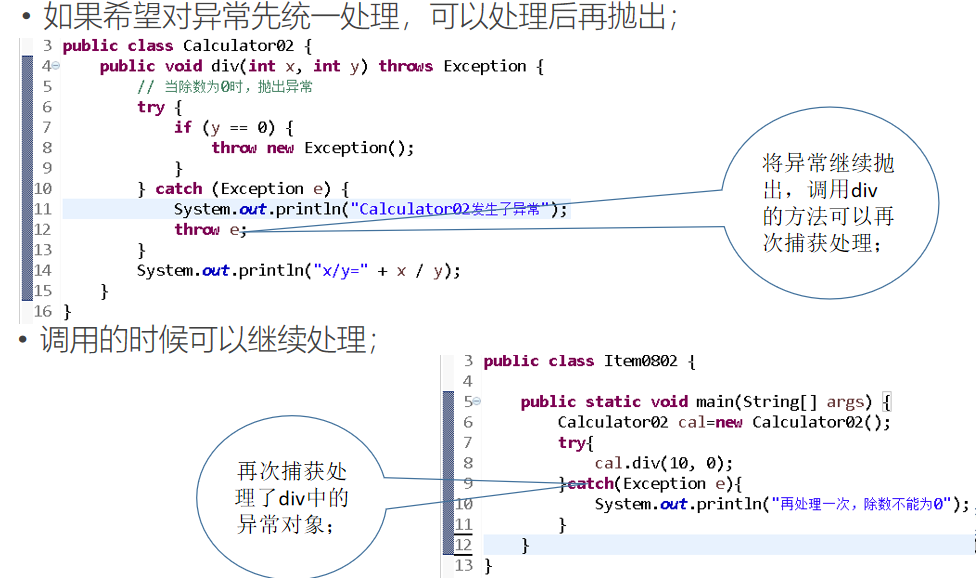 • 如果希望对异常先统一处理，可以处理后再抛出；
3 public class Calculator02 {
4 public void div(int x, int y) throws Exception {
5 // 当除数为0时，抛出异常
6 try {
7 if (y == 0) {
8 throw new Exception();
9 }
10 } catch (Exception e) {
11 System.out.println("Calculator02发生了异常");
12 throw e;
13 }
14 System.out.println("x/y=" + x / y);
15 }
16 }
将异常继续抛
出，调用div
的方法可以再
次捕获处理；
• 调用的时候可以继续处理；
3 public class Item0802 {
4
5 public static void main(String[] args) {
6 Calculator02 cal=new Calculator02();
7 try{
8 cal.div(10, 0);
9 }catch(Exception e){
10 System.out.println("再处理一次，除数不能为0");
11 }
12 }
13 }
再次捕获处
理了div中的
异常对象；